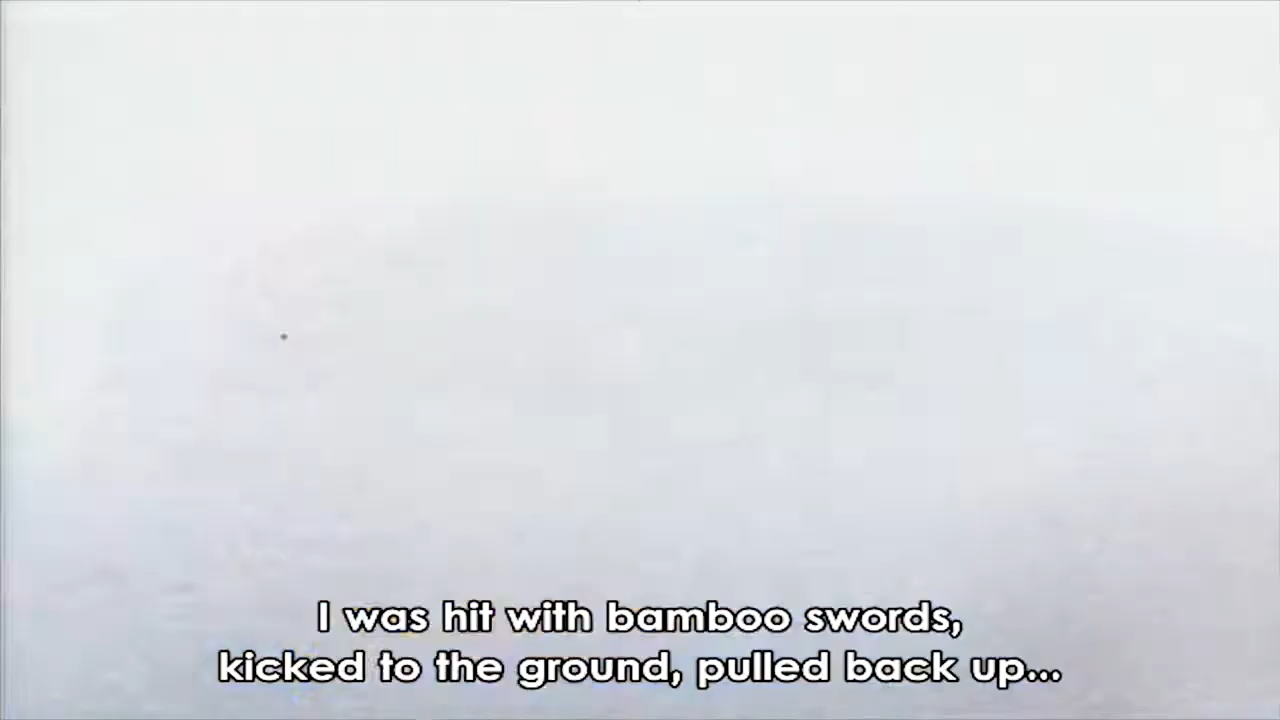 I was hit with bamboo swords,
kicked to the ground, pulled back up...